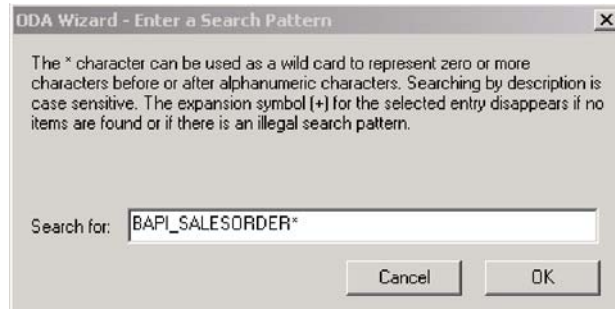 ODA Wizard - Enter a Search Pattern
The * character can be used as a wild card to represent zero or more
characters before or after alphanumeric characters. Searching by description is
case sensitive. The expansion symbol (+) for the selected entry disappears if no
items are found or if there is an illegal search pattern.
Search for: BAPI_SALESORDER*
Cancel OK